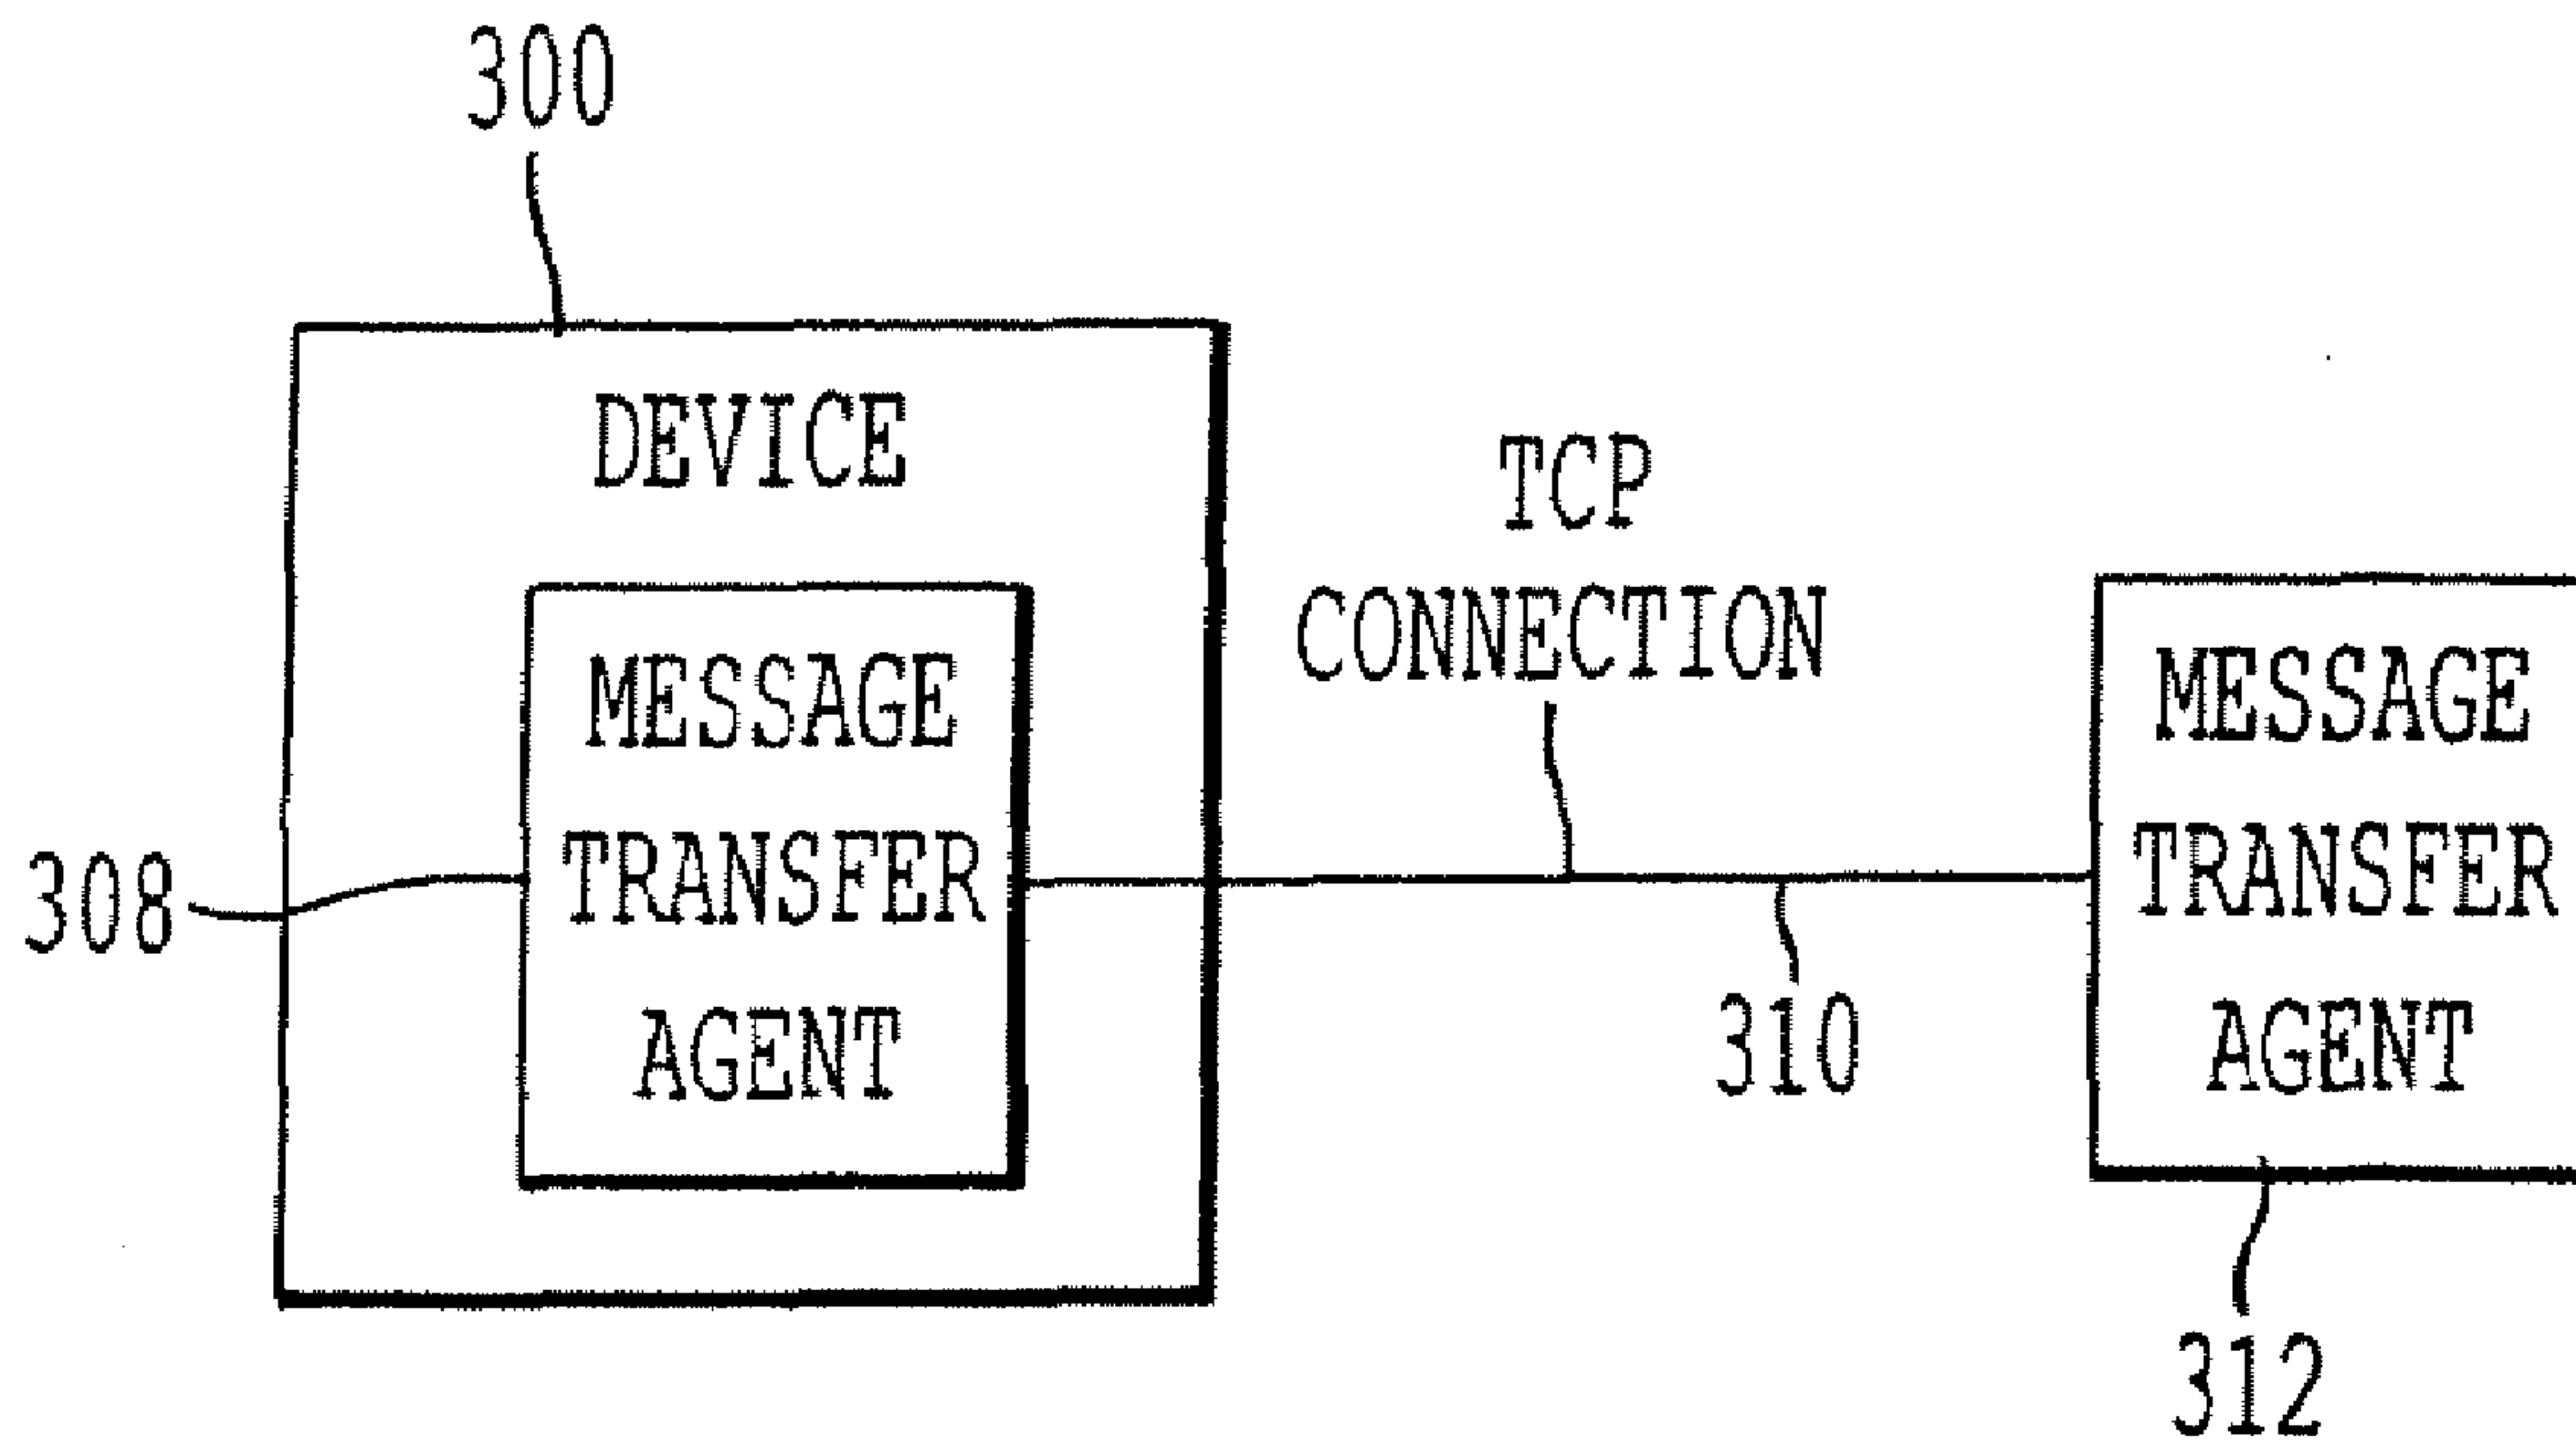 300
DEVICE
MESSAGE
TRANSFER
AGENT
308
TCP
CONNECTION
310
MESSAGE
TRANSFER
AGENT
312